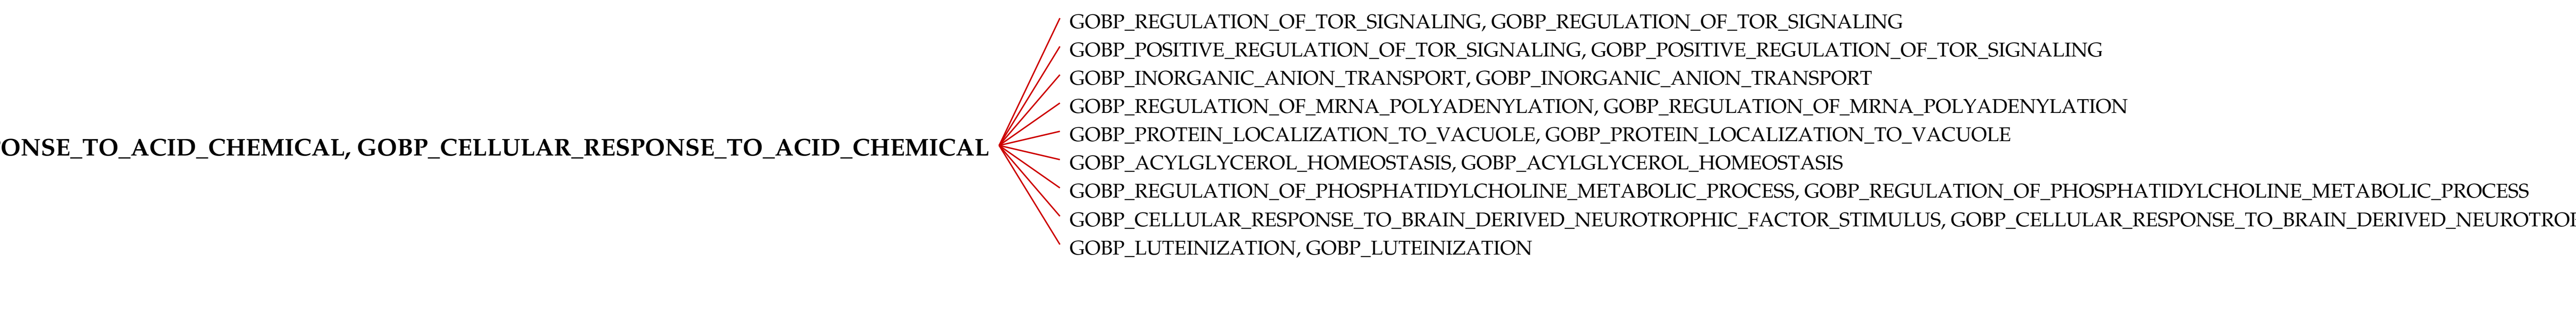 GOBP_REGULATION_OF_TOR_SIGNALING, GOBP_REGULATION_OF_TOR_SIGNALING
GOBP_POSITIVE_REGULATION_OF_TOR_SIGNALING, GOBP_POSITIVE_REGULATION_OF_TOR_SIGNALING
GOBP_INORGANIC_ANION_TRANSPORT, GOBP_INORGANIC_ANION_TRANSPORT
GOBP_REGULATION_OF_MRNA_POLYADENYLATION, GOBP_REGULATION_OF_MRNA_POLYADENYLATION
GOBP_PROTEIN_LOCALIZATION_TO_VACUOLE, GOBP_PROTEIN_LOCALIZATION_TO_VACUOLE
ONSE_TO_ACID_CHEMICAL, GOBP_CELLULAR_RESPONSE_TO_ACID_CHEMICAL
GOBP_ACYLGLYCEROL_HOMEOSTASIS, GOBP_ACYLGLYCEROL_HOMEOSTASIS
GOBP_REGULATION_OF_PHOSPHATIDYLCHOLINE_METABOLIC_PROCESS, GOBP_REGULATION_OF_PHOSPHATIDYLCHOLINE_METABOLIC_PROCESS
GOBP_CELLULAR_RESPONSE_TO_BRAIN_DERIVED_NEUROTROPHIC_FACTOR_STIMULUS, GOBP_CELLULAR_RESPONSE_TO_BRAIN_DERIVED_NEUROTRO
GOBP_LUTEINIZATION, GOBP_LUTEINIZATION